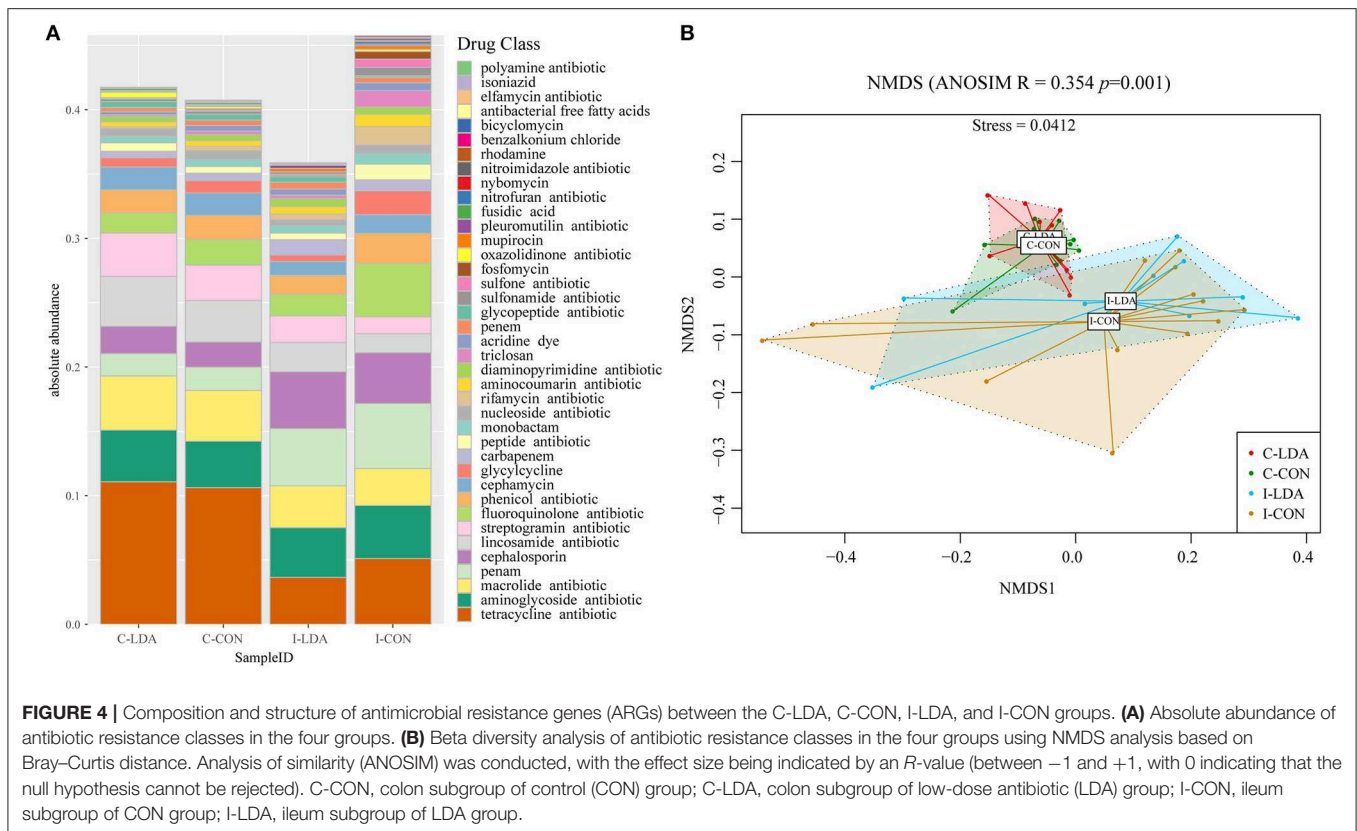 A
Drug Class
polyamine antibiotic
isoniazid
elfamycin antibiotic
antibacterial free fatty acids
bicyclomycin
benzalkonium chloride
rhodamine
nitroimidazole antibiotic
nybomycin
nitrofuran antibiotic
fusidic acid
pleuromutilin antibiotic
mupirocin
oxazolidinone antibiotic
fosfomycin
sulfone antibiotic
sulfonamide antibiotic
glycopeptide antibiotic
penem
acridine dye
triclosan
diaminopyrimidine antibiotic
aminocoumarin antibiotic
rifamycin antibiotic
nucleoside antibiotic
monobactam
peptide antibiotic
carbapenem
glycylcycline
cephamycin
phenicol antibiotic
fluoroquinolone antibiotic
streptogramin antibiotic
lincosamide antibiotic
cephalosporin
penam
macrolide antibiotic
aminoglycoside antibiotic
tetracycline antibiotic
0.4
0.3
0.2
0.1
0.0
absolute abundance
C-LDA C-CON I-LDA I-CON
SampleID
B
NMDS (ANOSIM R = 0.354 p=0.001)
Stress = 0.0412
0.2
0.1
0.0
−0.1
−0.2
−0.3
−0.4
NMDS2
C-LDA
C-CON
I-LDA
I-CON
C-LDA
C-CON
I-LDA
I-CON
−0.4 −0.2 0.0 0.2 0.4
NMDS1
FIGURE 4 | Composition and structure of antimicrobial resistance genes (ARGs) between the C-LDA, C-CON, I-LDA, and I-CON groups. (A) Absolute abundance of
antibiotic resistance classes in the four groups. (B) Beta diversity analysis of antibiotic resistance classes in the four groups using NMDS analysis based on
Bray–Curtis distance. Analysis of similarity (ANOSIM) was conducted, with the effect size being indicated by an R-value (between −1 and +1, with 0 indicating that the
null hypothesis cannot be rejected). C-CON, colon subgroup of control (CON) group; C-LDA, colon subgroup of low-dose antibiotic (LDA) group; I-CON, ileum
subgroup of CON group; I-LDA, ileum subgroup of LDA group.